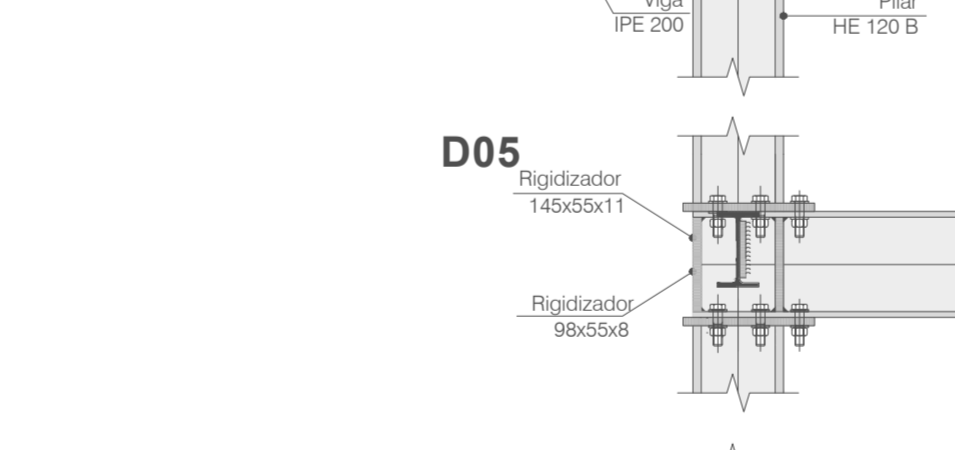 Viga
IPE 200
Pilar
HE 120 B
D05
Rigidizador
145x55x11
Rigidizador
98x55x8